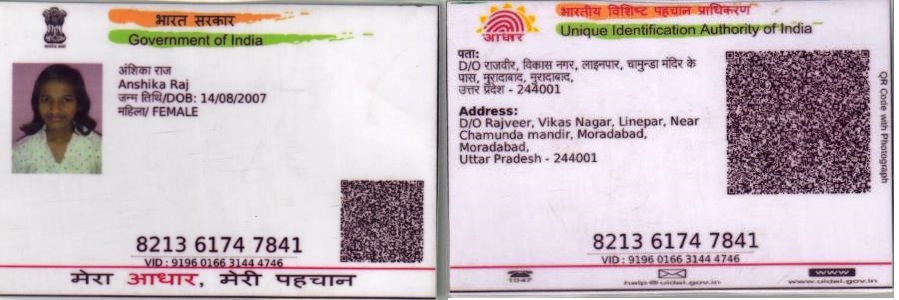 भारत सरकार
Government of India
अंशिका राज
Anshika Raj
जन्म तिथि/DOB: 14/08/2007
महिला/ FEMALE
8213 6174 7841
VID : 9196 0166 3144 4746
मेरा आधार, मेरी पहचान
भारतीय विशिष्ट पहचान प्राधिकरण
Unique Identification Authority of India
आधार
पता:
D/O राजवीर, विकास नगर, लाइनपार, चामुन्डा मंदिर के
पास, मुरादाबाद, मुरादाबाद,
उत्तर प्रदेश - 244001
Address:
D/O Rajveer, Vikas Nagar, Linepar, Near
Chamunda mandir, Moradabad,
Moradabad,
Uttar Pradesh - 244001
QR Code with Photograph
8213 6174 7841
VID : 9196 0166 3144 4746
1947
help@uidai.gov.in
www
www.uidai.gov.in